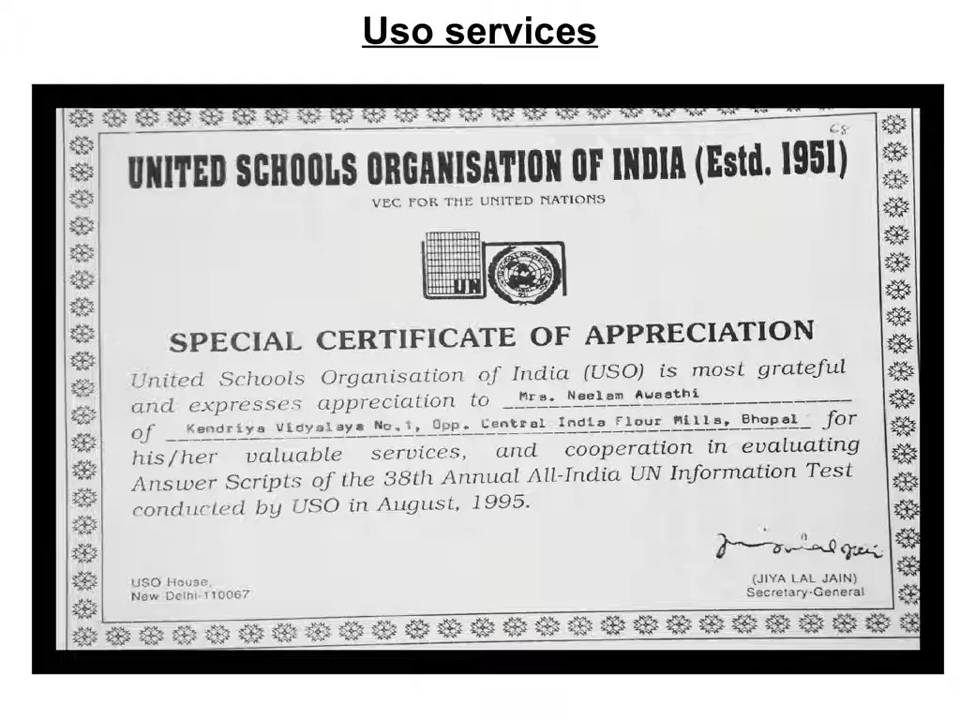 Uso services
68
UNITED SCHOOLS ORGANISATION OF INDIA (Estd. 1951)
VEC FOR THE UNITED NATIONS
UN
SPECIAL CERTIFICATE OF APPRECIATION
United Schools Organisation of India (USO) is most grateful
and expresses appreciation to Mrs. Neelam Awasthi
of Kendriya Vidyalaya No.1, Opp. Central India Flour Mills, Bhopal for
his/her valuable services, and cooperation in evaluating
Answer Scripts of the 38th Annual All-India UN Information Test
conducted by USO in August, 1995.
USO House,
New Delhi-110067
(JIYA LAL JAIN)
Secretary-General